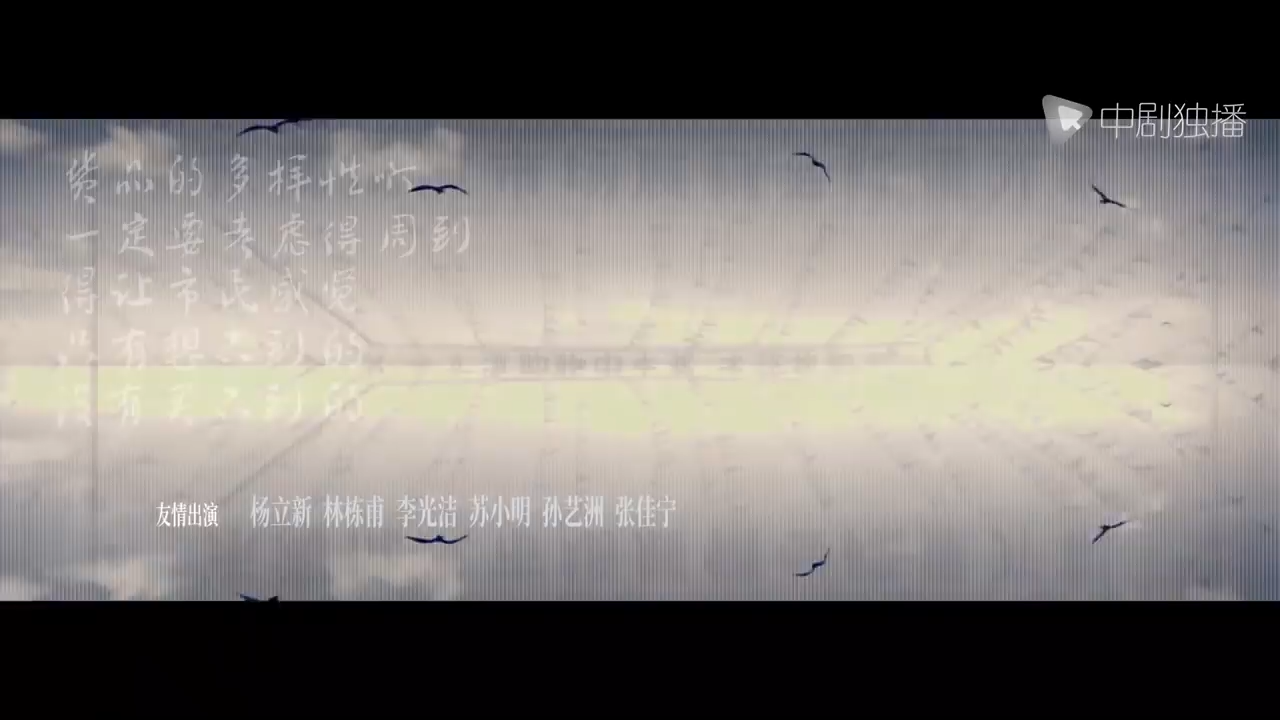 中剧独播
货品的多样性呀
一定要考虑得周到
得让市民感觉
只有想不到的
没有买不到的
友情出演 杨立新 林栋甫 李光洁 苏小明 孙艺洲 张佳宁